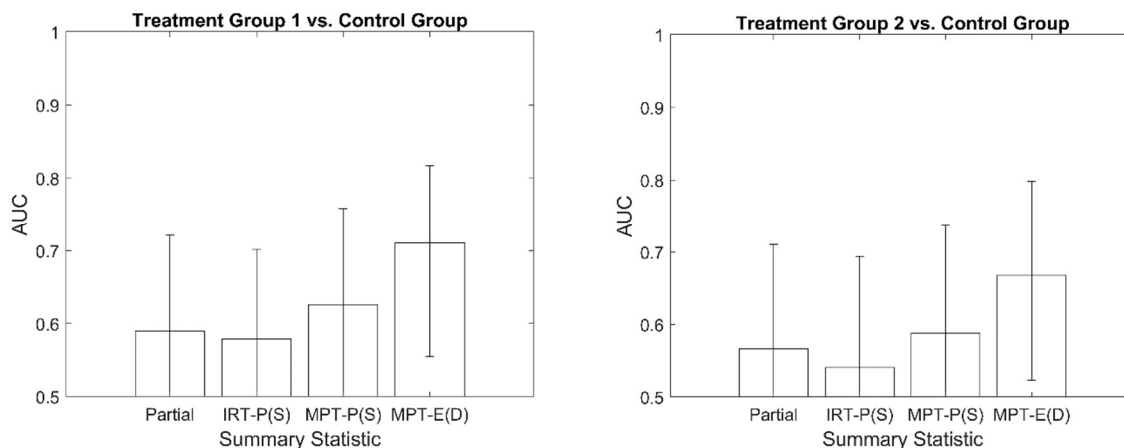 Treatment Group 1 vs. Control Group
1
0.9
0.8
0.7
0.6
0.5
AUC
Partial IRT-P(S) MPT-P(S) MPT-E(D)
Summary Statistic
Treatment Group 2 vs. Control Group
1
0.9
0.8
0.7
0.6
0.5
AUC
Partial IRT-P(S) MPT-P(S) MPT-E(D)
Summary Statistic